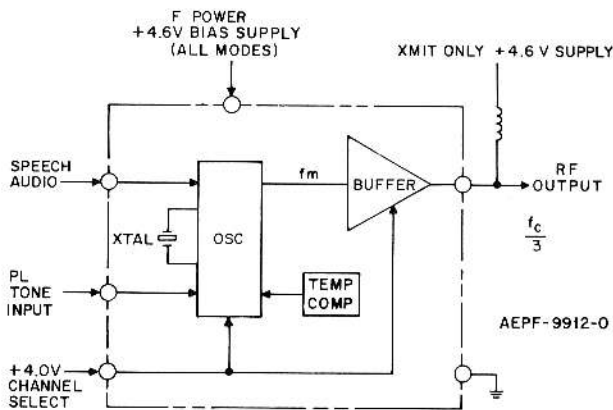 F POWER
+4.6V BIAS SUPPLY
(ALL MODES)
XMIT ONLY +4.6 V SUPPLY
SPEECH
AUDIO
fm
BUFFER
RF
OUTPUT
XTAL
OSC
fc
3
PL
TONE
INPUT
TEMP
COMP
AEPF-9912-O
+4.0V
CHANNEL
SELECT